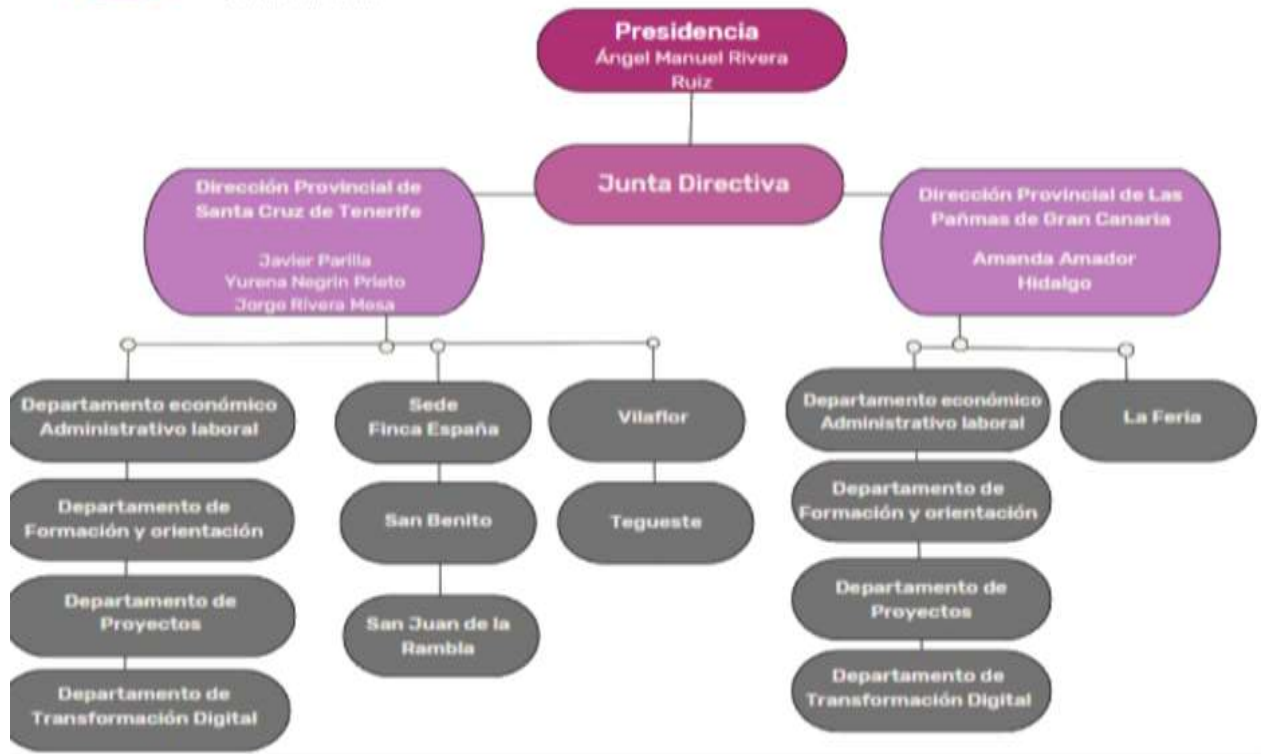 Presidencia
Ángel Manuel Rivera
Ruiz
Junta Directiva
Dirección Provincial de
Santa Cruz de Tenerife
Javier Parilla
Yurena Negrin Prieto
Jorge Rivera Mesa
Dirección Provincial de Las
Pañmas de Gran Canaria
Amanda Amador
Hidalgo
Departamento económico
Administrativo laboral
Departamento de
Formación y orientación
Departamento de
Proyectos
Departamento de
Transformación Digital
Sede
Finca España
San Benito
San Juan de la
Rambla
Vilaflor
Tegueste
Departamento económico
Administrativo laboral
Departamento de
Formación y orientación
Departamento de
Proyectos
Departamento de
Transformación Digital
La Feria